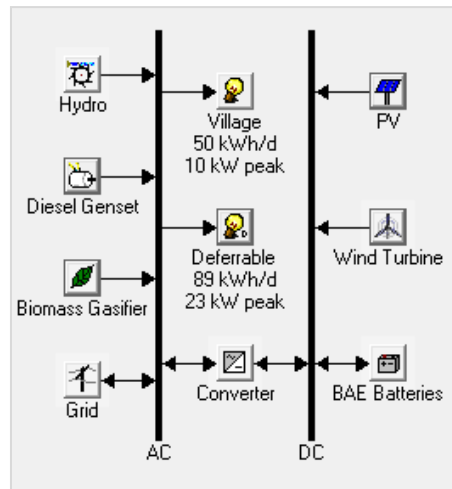 Hydro
Village
50 kWh/d
10 kW peak
PV
Diesel Genset
Deferrable
89 kWh/d
23 kW peak
Wind Turbine
Biomass Gasifier
Grid
Converter
BAE Batteries
AC
DC